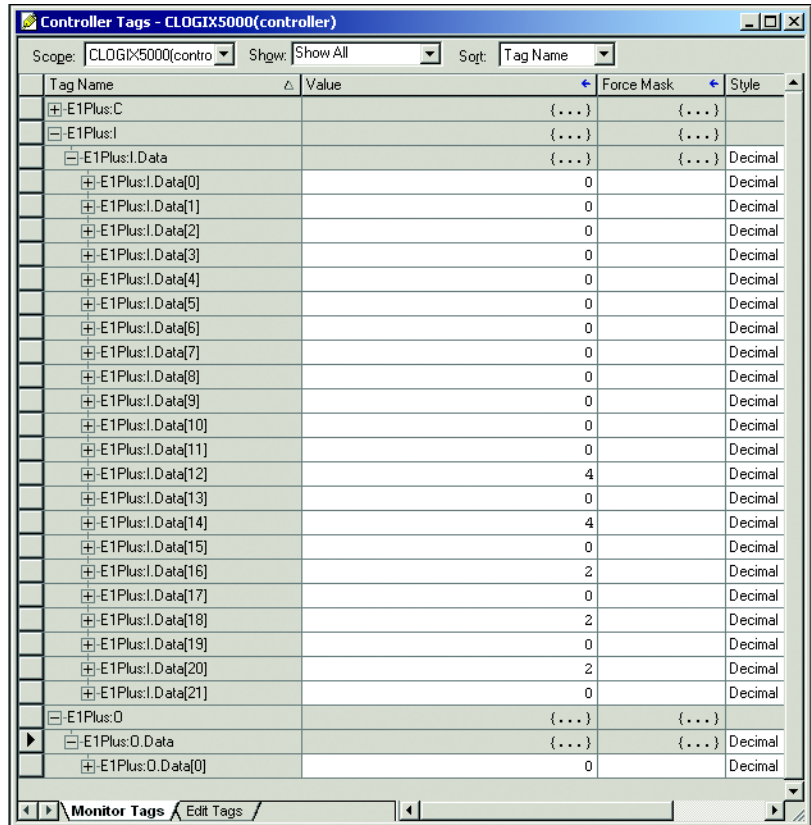 Controller Tags - CLOGIX5000(controller)
Scope: CLOGIX5000(contro Show: Show All Sort: Tag Name
Tag Name Value Force Mask Style
E1Plus:C {...} {...}
E1Plus:I {...} {...}
E1Plus:I.Data {...} {...} Decimal
E1Plus:I.Data[0] 0 Decimal
E1Plus:I.Data[1] 0 Decimal
E1Plus:I.Data[2] 0 Decimal
E1Plus:I.Data[3] 0 Decimal
E1Plus:I.Data[4] 0 Decimal
E1Plus:I.Data[5] 0 Decimal
E1Plus:I.Data[6] 0 Decimal
E1Plus:I.Data[7] 0 Decimal
E1Plus:I.Data[8] 0 Decimal
E1Plus:I.Data[9] 0 Decimal
E1Plus:I.Data[10] 0 Decimal
E1Plus:I.Data[11] 0 Decimal
E1Plus:I.Data[12] 4 Decimal
E1Plus:I.Data[13] 0 Decimal
E1Plus:I.Data[14] 4 Decimal
E1Plus:I.Data[15] 0 Decimal
E1Plus:I.Data[16] 2 Decimal
E1Plus:I.Data[17] 0 Decimal
E1Plus:I.Data[18] 2 Decimal
E1Plus:I.Data[19] 0 Decimal
E1Plus:I.Data[20] 2 Decimal
E1Plus:I.Data[21] 0 Decimal
E1Plus:O {...} {...}
E1Plus:O.Data {...} {...} Decimal
E1Plus:O.Data[0] 0 Decimal
Monitor Tags Edit Tags